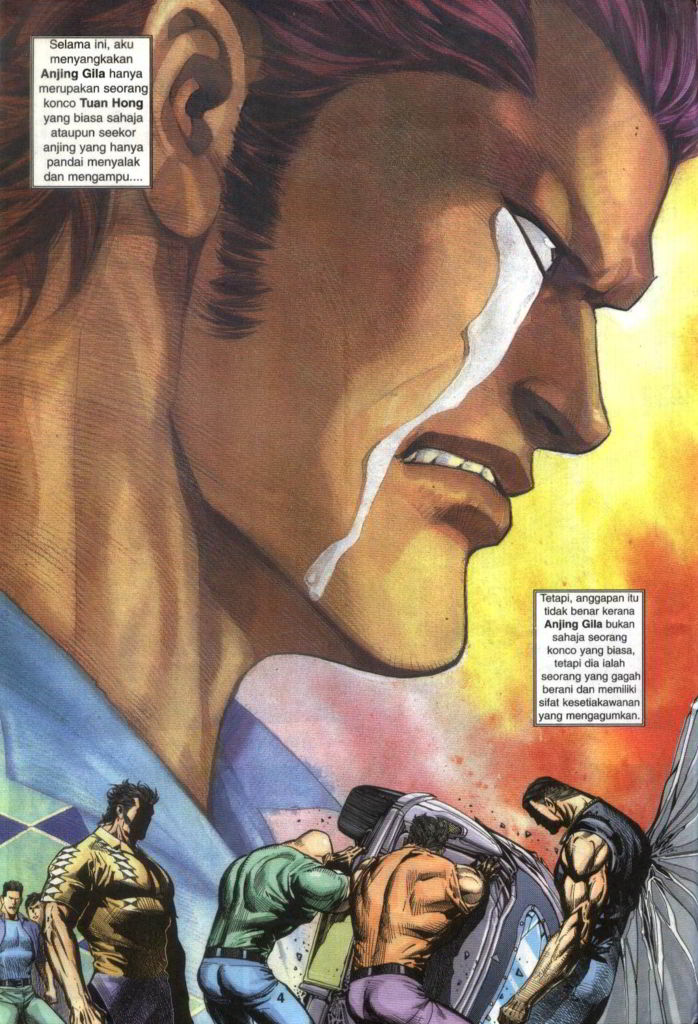 Selama ini, aku
menyangkakan
Anjing Gila hanya
merupakan seorang
konco Tuan Hong
yang biasa sahaja
ataupun seekor
anjing yang hanya
pandai menyalak
dan mengampu....
Tetapi, anggapan itu
tidak benar kerana
Anjing Gila bukan
sahaja seorang
konco yang biasa,
tetapi dia ialah
seorang yang gagah
berani dan memiliki
sifat kesetiakawanan
yang mengagumkan.
4